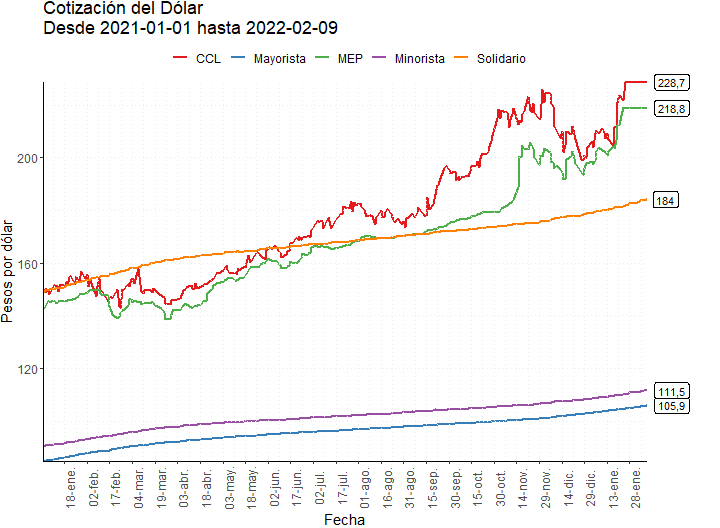 Cotización del Dólar
Desde 2021-01-01 hasta 2022-02-09
CCL Mayorista MEP Minorista Solidario
228,7
218,8
200
184
160
120
111,5
105,9
Pesos por dólar
18-ene. 02-feb. 17-feb. 04-mar. 19-mar. 03-abr. 18-abr. 03-may. 18-may. 02-jun. 17-jun. 02-jul. 17-jul. 01-ago. 16-ago. 31-ago. 15-sep. 30-sep. 15-oct. 30-oct. 14-nov. 29-nov. 14-dic. 29-dic. 13-ene. 28-ene.
Fecha